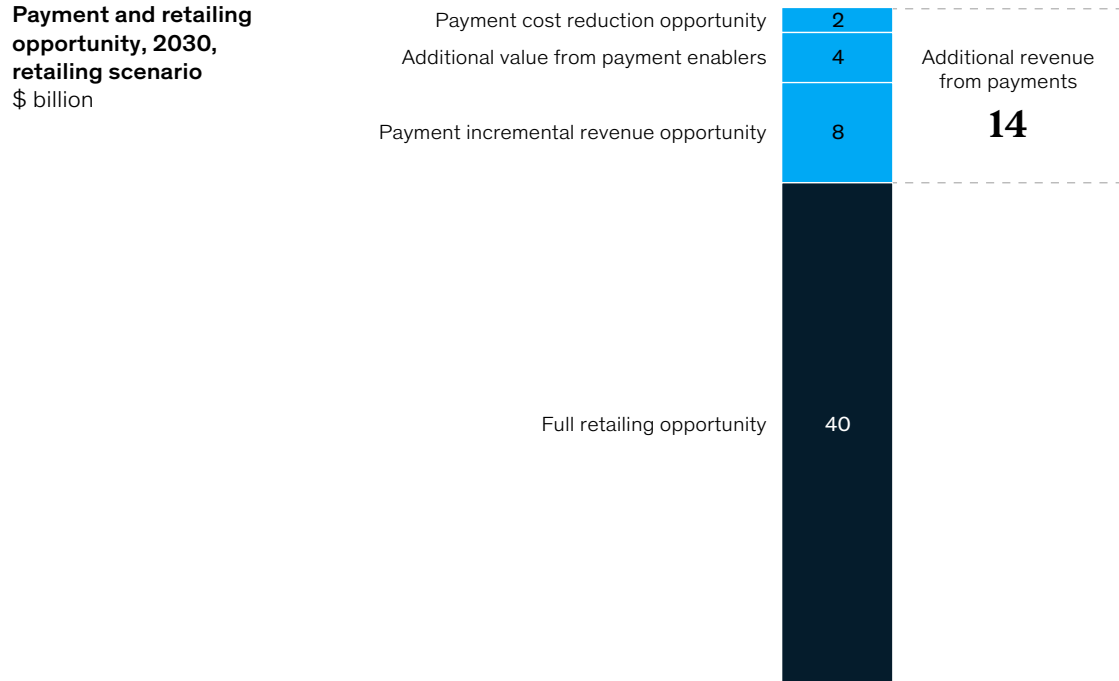 Payment and retailing
opportunity, 2030,
retailing scenario
$ billion
Payment cost reduction opportunity
2
Additional value from payment enablers
4
Additional revenue
from payments
14
Payment incremental revenue opportunity
8
Full retailing opportunity
40